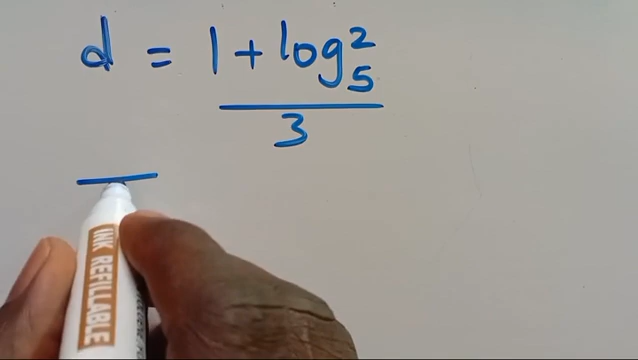 d = 1 + log₅²
3
INK REFILLABLE